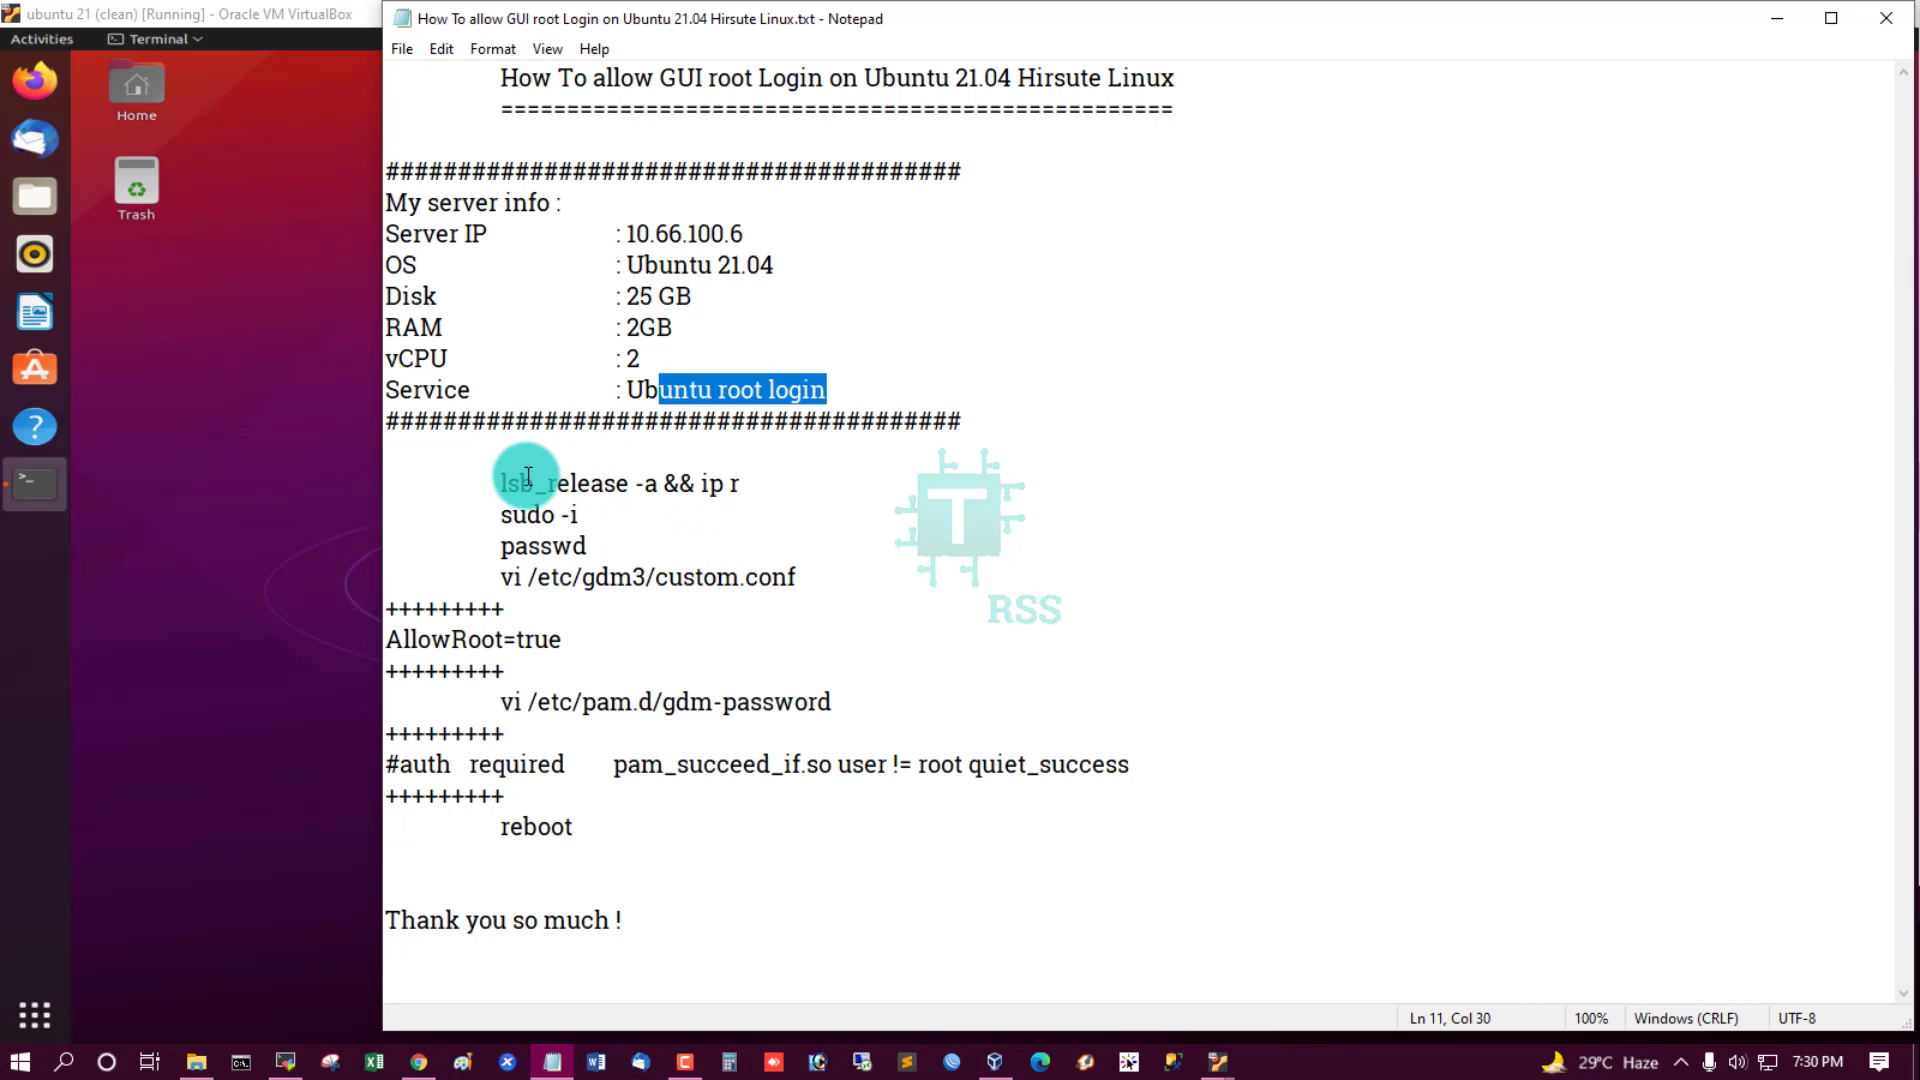 ubuntu 21 (clean) [Running] - Oracle VM VirtualBox
Activities
Terminal
Home
Trash
How To allow GUI root Login on Ubuntu 21.04 Hirsute Linux.txt - Notepad
File Edit Format View Help
How To allow GUI root Login on Ubuntu 21.04 Hirsute Linux
===================================================
########################################
My server info :
Server IP : 10.66.100.6
OS : Ubuntu 21.04
Disk : 25 GB
RAM : 2GB
vCPU : 2
Service : Ubuntu root login
########################################
lsb_release -a && ip r
sudo -i
passwd
vi /etc/gdm3/custom.conf
+++++++++
AllowRoot=true
+++++++++
vi /etc/pam.d/gdm-password
+++++++++
#auth required pam_succeed_if.so user != root quiet_success
+++++++++
reboot
Thank you so much !
T
RSS
Ln 11, Col 30 100% Windows (CRLF) UTF-8
29°C Haze 7:30 PM